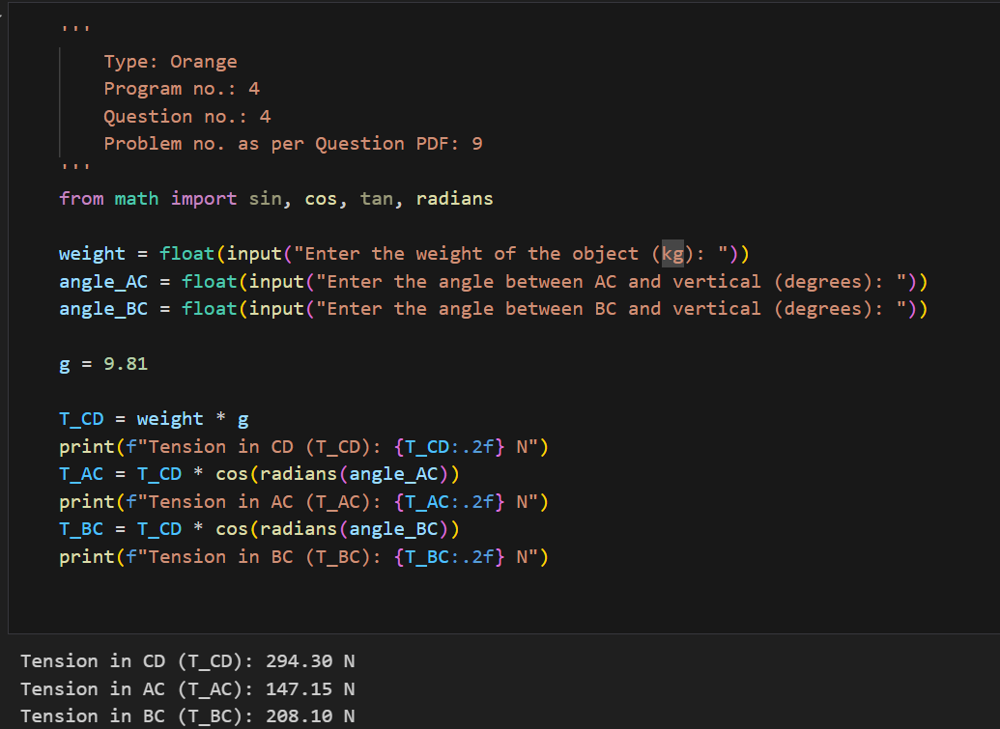 '''
    Type: Orange
    Program no.: 4
    Question no.: 4
    Problem no. as per Question PDF: 9
'''
from math import sin, cos, tan, radians

weight = float(input("Enter the weight of the object (kg): "))
angle_AC = float(input("Enter the angle between AC and vertical (degrees): "))
angle_BC = float(input("Enter the angle between BC and vertical (degrees): "))

g = 9.81

T_CD = weight * g
print(f"Tension in CD (T_CD): {T_CD:.2f} N")
T_AC = T_CD * cos(radians(angle_AC))
print(f"Tension in AC (T_AC): {T_AC:.2f} N")
T_BC = T_CD * cos(radians(angle_BC))
print(f"Tension in BC (T_BC): {T_BC:.2f} N")

Tension in CD (T_CD): 294.30 N
Tension in AC (T_AC): 147.15 N
Tension in BC (T_BC): 208.10 N